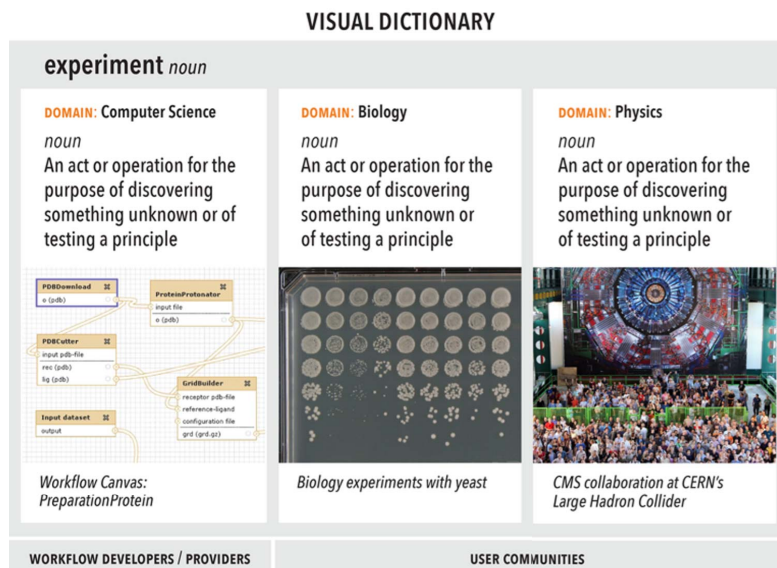 VISUAL DICTIONARY
experiment noun
DOMAIN: Computer Science
noun
An act or operation for the
purpose of discovering
something unknown or of
testing a principle
PDBDownload
o (pdb)
ProteinProtonator
input file
o (pdb)
PDBCutter
input pdb-file
rec (pdb)
lig (pdb)
GridBuilder
receptor pdb-file
reference-ligand
configuration file
grd (grd.gz)
Input dataset
output
Workflow Canvas:
PreparationProtein
DOMAIN: Biology
noun
An act or operation for the
purpose of discovering
something unknown or
of testing a principle
Biology experiments with yeast
DOMAIN: Physics
noun
An act or operation for the
purpose of discovering
something unknown or
of testing a principle
CMS collaboration at CERN's
Large Hadron Collider
WORKFLOW DEVELOPERS / PROVIDERS
USER COMMUNITIES